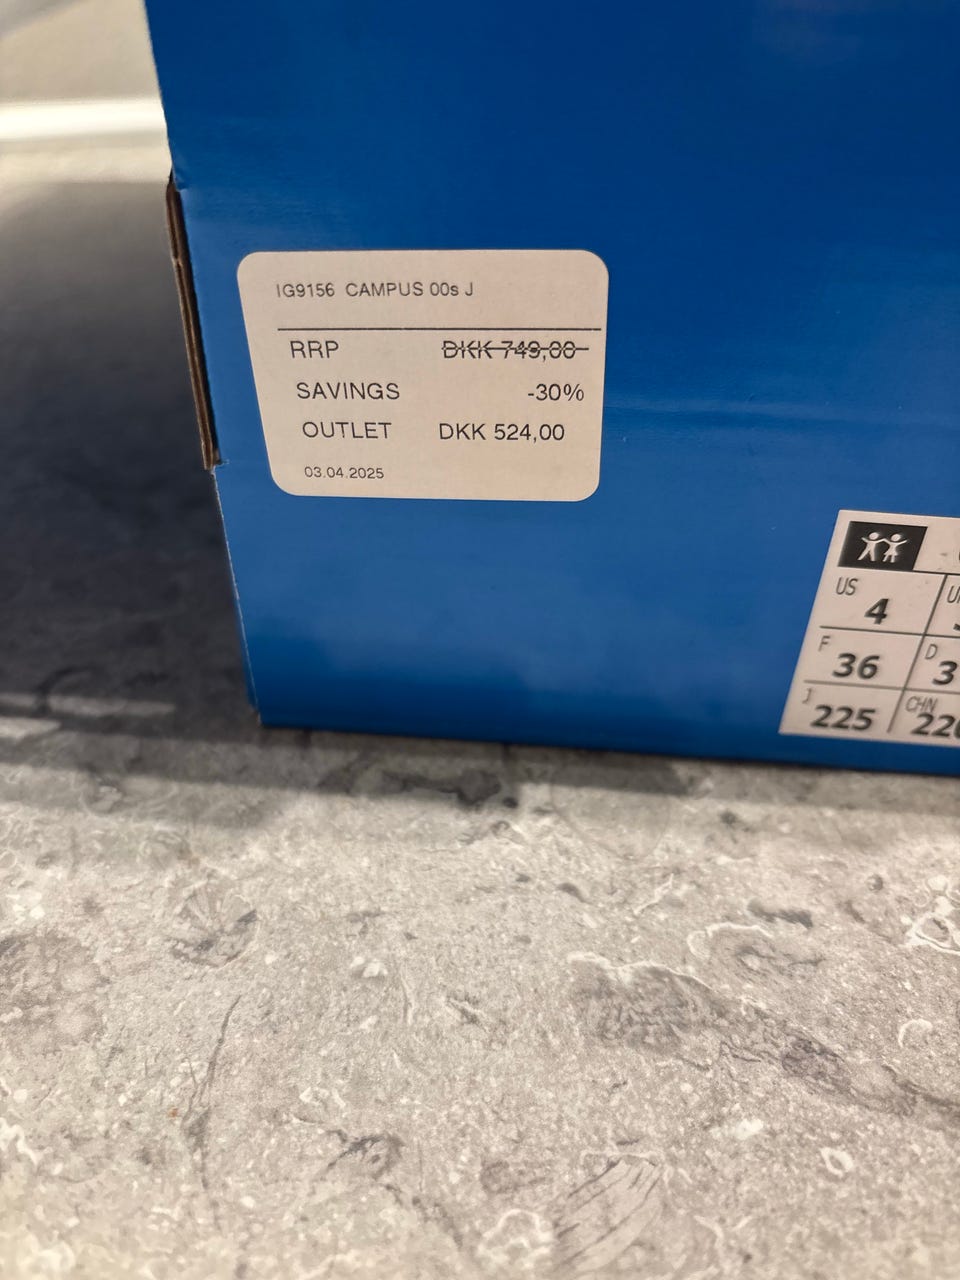 IG9156 CAMPUS 00s J
RRP DKK 749,00
SAVINGS -30%
OUTLET DKK 524,00
03.04.2025
US 4
F 36 D
J 225 CHN